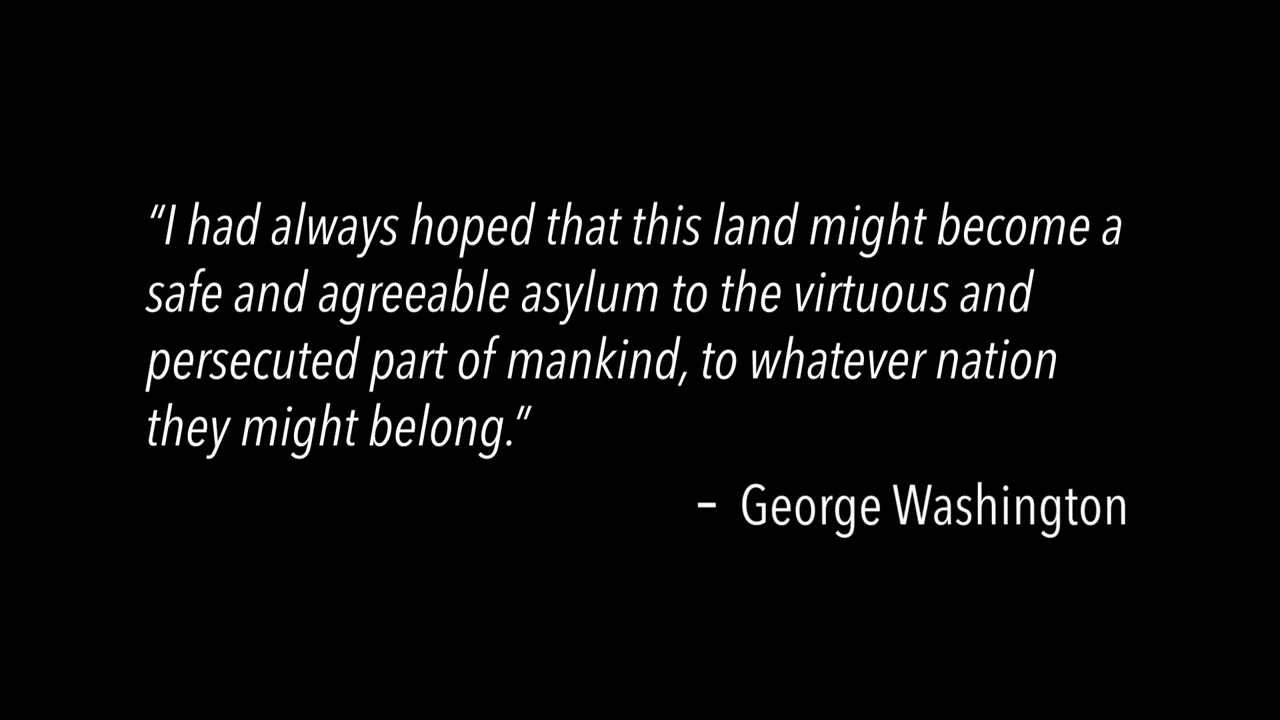 “I had always hoped that this land might become a
safe and agreeable asylum to the virtuous and
persecuted part of mankind, to whatever nation
they might belong.”
– George Washington